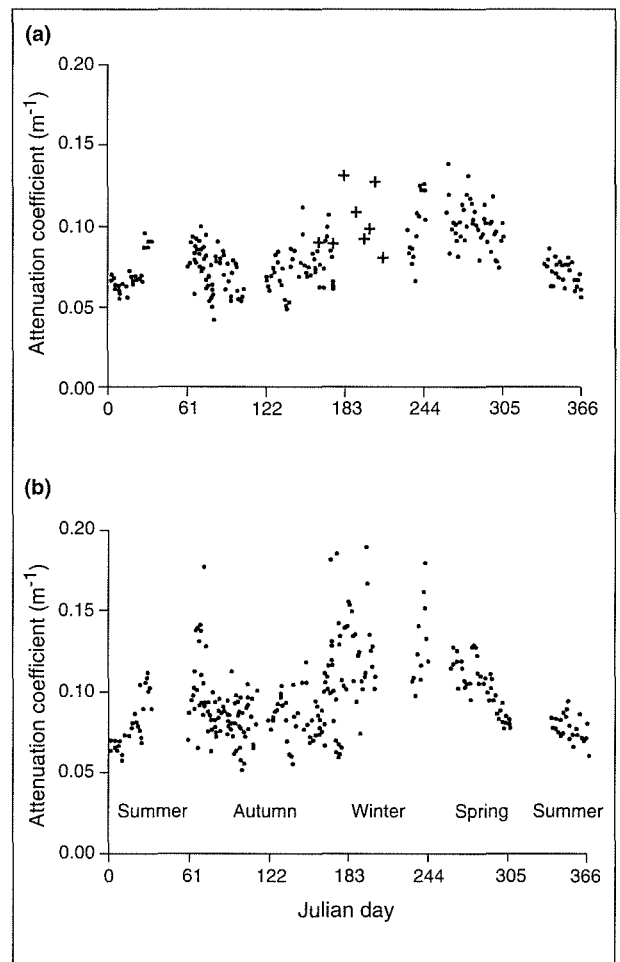 (a)
Attenuation coefficient (m⁻¹)
0.20
0.15
0.10
0.05
0.00
0 61 122 183 244 305 366
(b)
Attenuation coefficient (m⁻¹)
0.20
0.15
0.10
0.05
0.00
Summer Autumn Winter Spring Summer
0 61 122 183 244 305 366
Julian day